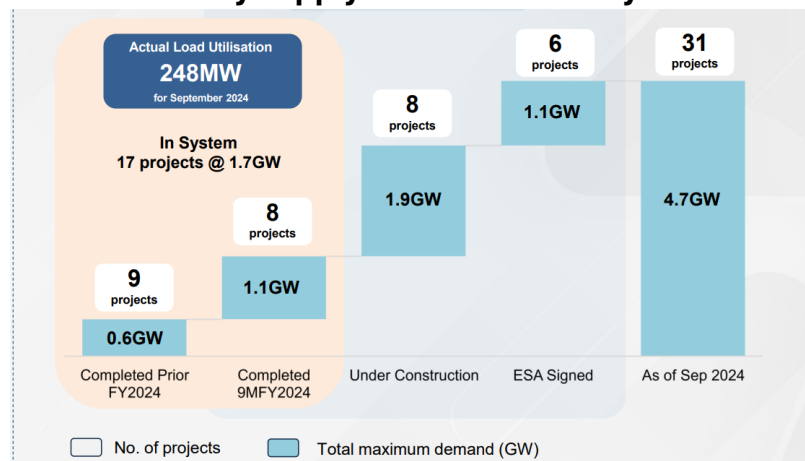 Actual Load Utilisation
248MW
for September 2024
In System
17 projects @ 1.7GW
9
projects
0.6GW
Completed Prior
FY2024
8
projects
1.1GW
Completed
9MFY2024
8
projects
1.9GW
Under Construction
6
projects
1.1GW
ESA Signed
31
projects
4.7GW
As of Sep 2024
No. of projects
Total maximum demand (GW)